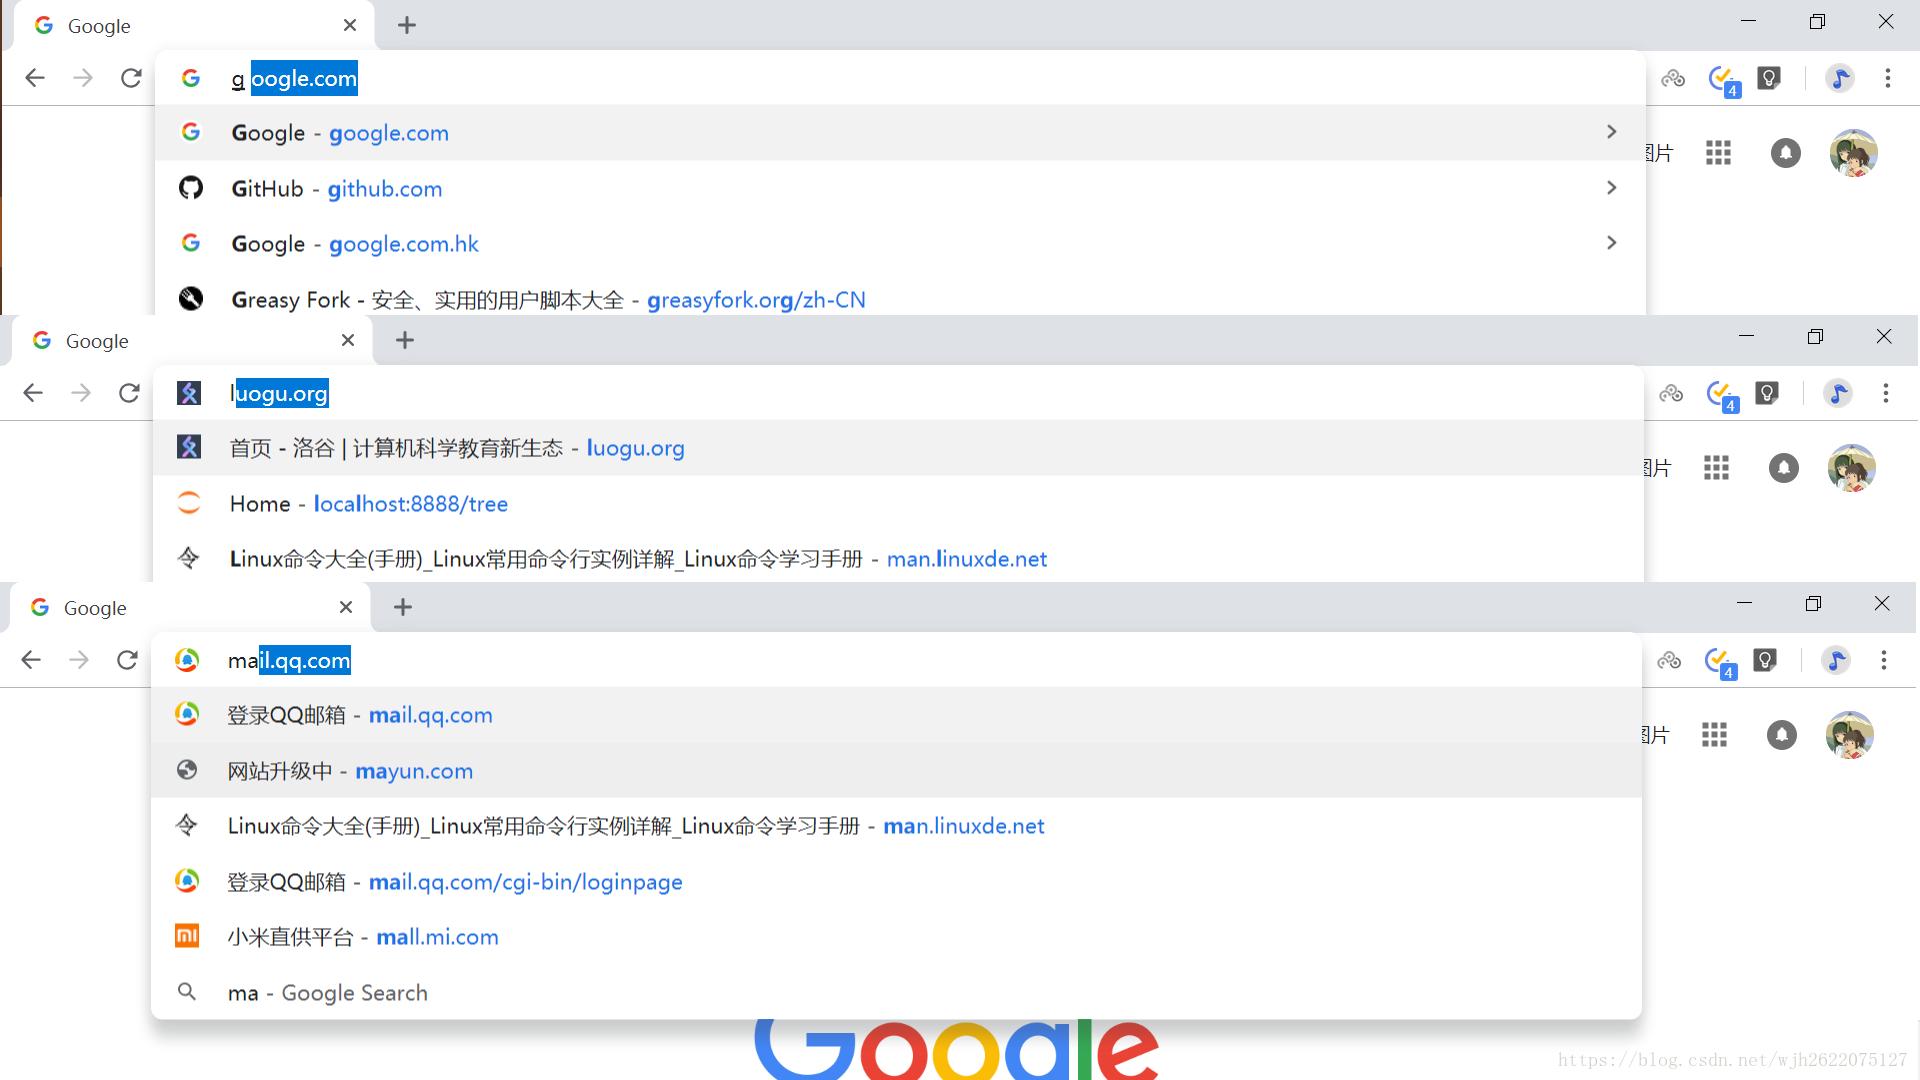 Google
g oogle.com
4
Google - google.com
图片
GitHub - github.com
Google - google.com.hk
Greasy Fork - 安全、实用的用户脚本大全 - greasyfork.org/zh-CN
Google
luogu.org
4
首页 - 洛谷 | 计算机科学教育新生态 - luogu.org
图片
Home - localhost:8888/tree
Linux命令大全(手册)_Linux常用命令行实例详解_Linux命令学习手册 - man.linuxde.net
Google
mail.qq.com
4
登录QQ邮箱 - mail.qq.com
图片
网站升级中 - mayun.com
Linux命令大全(手册)_Linux常用命令行实例详解_Linux命令学习手册 - man.linuxde.net
登录QQ邮箱 - mail.qq.com/cgi-bin/loginpage
小米直供平台 - mall.mi.com
ma - Google Search
Google
https://blog.csdn.net/wjh2622075127